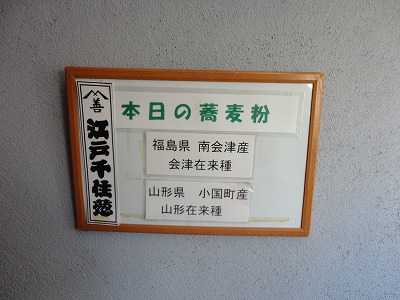 本日の蕎麦粉
福島県 南会津産
会津在来種
山形県 小国町産
山形在来種
善
江戸千住葱